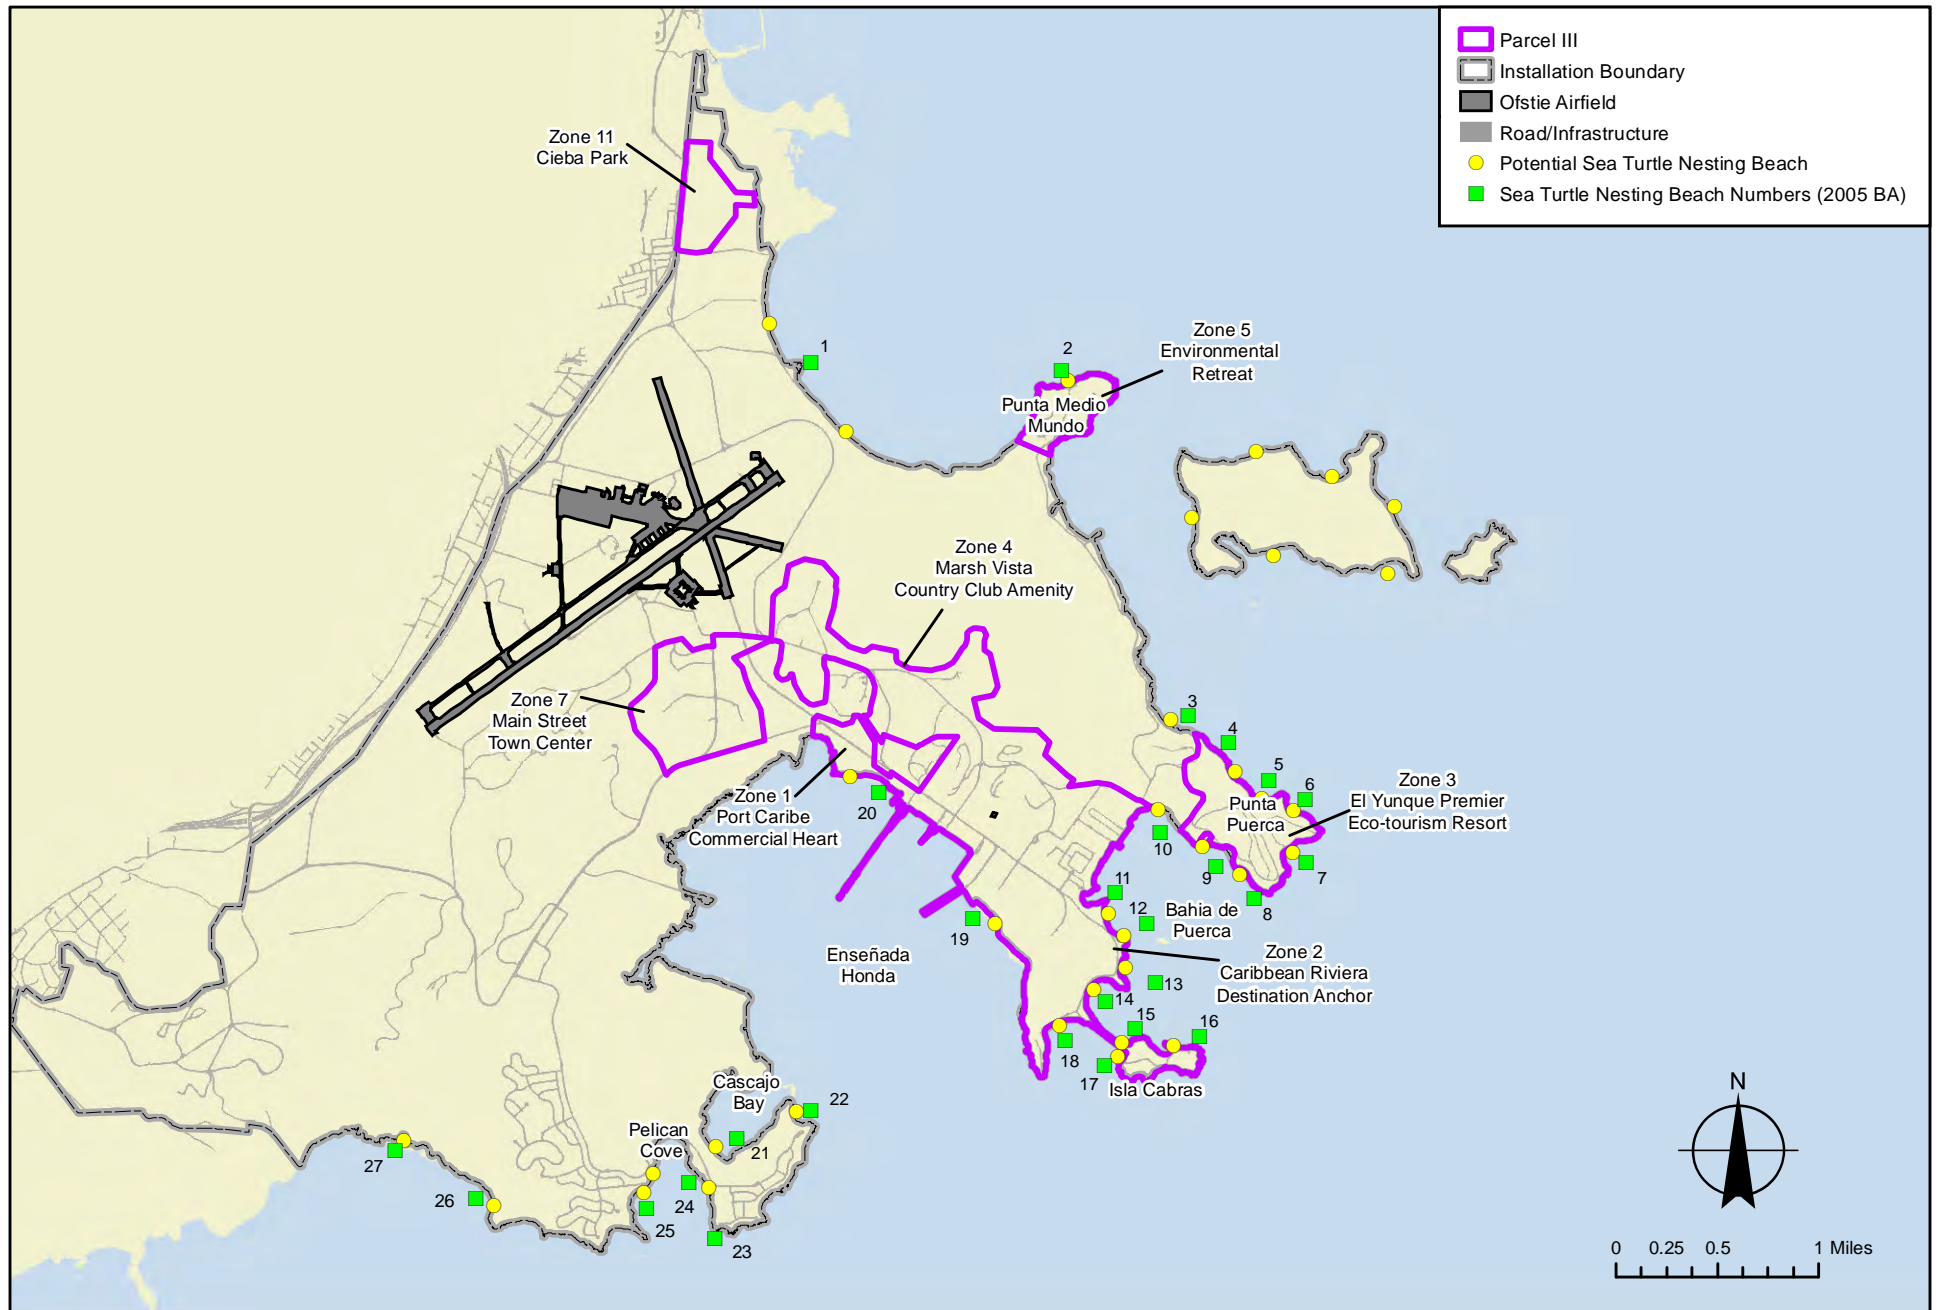 Parcel III
Installation Boundary
Ofstie Airfield
Road/Infrastructure
Potential Sea Turtle Nesting Beach
Sea Turtle Nesting Beach Numbers (2005 BA)
Zone 11
Cieba Park
1
2
Zone 5
Environmental
Retreat
Punta Medio
Mundo
Zone 4
Marsh Vista
Country Club Amenity
Zone 7
Main Street
Town Center
3
4
5
6
Zone 3
El Yunque Premier
Eco-tourism Resort
Punta
Puerca
Zone 1
Port Caribe
Commercial Heart
20
10
9
7
8
11
12
Bahia de
Puerca
19
Enseñada
Honda
Zone 2
Caribbean Riviera
Destination Anchor
13
14
15
16
18
17
Isla Cabras
Cascajo
Bay
22
Pelican
Cove
21
27
26
24
25
23
N
0 0.25 0.5 1 Miles